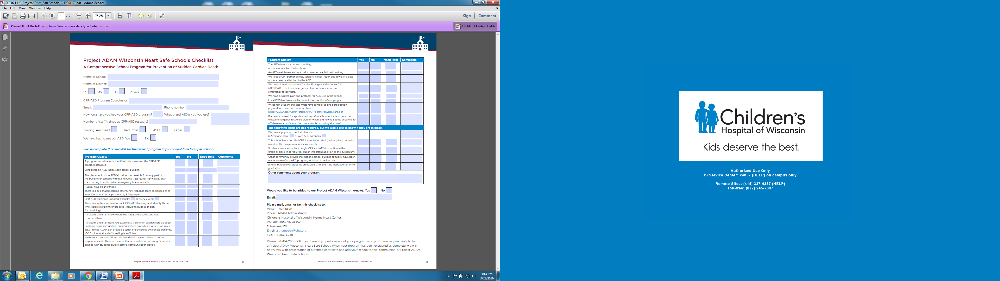 SL036_HHC_ProjectADAM_SafeSchools_CHECKLIST.pdf - Adobe Reader
File Edit View Window Help
1 / 2 75.2% Sign Comment
Please fill out the following form. You can save data typed into this form. Highlight Existing Fields
Project ADAM Wisconsin Heart Safe Schools Checklist
A Comprehensive School Program for Prevention of Sudden Cardiac Death
Name of School:
Name of District:
ES: MS: HS: Private:
CPR-AED Program Coordinator:
Email: Phone number:
How long have you had your CPR-AED program? What brand AED(s) do you use?
Number of staff trained as CPR-AED rescuers?
Training: Am. Heart Red Cross ASHI Other
We have had to use our AED: Yes No
Please complete this checklist for the current program in your school (one form per school):
Program Quality Yes No Need Help Comments
A program coordinator is identified, who oversees the CPR-AED
program activities.
School has an AED inside each school building.
The placement of the AED(s) makes it accessible from any part of
the building or campus within 2 minutes (fast round-trip walk by staff
transporting to victim when emergency is announced).
AED(s) have clear signage.
There is a designated cardiac emergency response team comprised of at
least 10% of staff or approximately 5-10 people.
CPR-AED training is updated: annually or every 2 years
There is a system in place to track CPR-AED training, and identify those
who require retraining or practice (including budget or plan
for retraining).
All faculty and staff know where the AEDs are located and how
to access them.
All faculty and staff have had awareness training on sudden cardiac death
(warning signs, recognition, communication procedures, other staff roles,
etc.) Project ADAM can provide a script or scheduled awareness trainings,
10-20 minutes at a staff meeting is sufficient.
We have a communication code (overhead page or other) to notify
responders and others in the area that an incident is occurring. Teachers
outside with students always carry a communication device.
Project ADAM Wisconsin | WWW.PROJECTADAM.COM 8
Program Quality Yes No Need Help Comments
The AED device is checked monthly,
or per manufacturer's directions.
An AED maintenance check is documented each time in writing.
We keep a CPR barrier device, scissors, gloves, razor, and towel in a case
or pack near or attached to the AED.
We hold at least one annual Cardiac Emergency Response Drill
(AED Drill) to test our emergency plan, communication and
emergency responders.
We have a written plan and protocol for AED use in the school.
Local EMS has been notified about the specifics of our program.
Wisconsin Student athletes must have completed pre-participation
physical form and can be found here:
https://www.wiaawi.org/Portals/0/PDF/Forms/physicalcard.pdf
If a device is used for sports events or after school activities, there is a
written emergency response plan for when and how it is to be used (i.e. for
offsite events or if more than one event is occurring at a time).
The following items are not required, but we would like to know if they are in place.
We have a physician medical director
(Check one: local or with AED company )
This school has a certified CPR instructor on staff (not required, but helps
maintain the program more inexpensively.)
Students in our school are taught CPR and AED instruction in the
grade or class. (not required, but an important addition to the curriculum)
Other community groups that use the school building regularly have been
made aware of our AED program, location of devices, etc.
If High School level, students are taught CPR and AED instruction prior to
graduation.
Other comments about your program:
Would you like to be added to our Project ADAM Wisconsin e-news: Yes No
Email:
Please mail, email or fax this checklist to:
Allison Thompson
Project ADAM Administrator
Children's Hospital of Wisconsin, Herma Heart Center
P.O. Box 1997, MS B550A
Milwaukee, WI
Email: ajthompson@chw.org
Fax: 414-266-6248
Please call 414-266-1666 if you have any questions about your program or any of these requirements to be
a Project ADAM Wisconsin Heart Safe School. When your program has been evaluated as complete, we will
notify you with presentation of a framed certificate and add your school to the "community" of Project ADAM
Wisconsin Heart Safe Schools.
Project ADAM Wisconsin | WWW.PROJECTADAM.COM 9
5:14 PM
3/21/2016
Children's
Hospital of Wisconsin
Kids deserve the best.
Authorized Use Only
IS Service Center: x4357 (HELP) on campus only
Remote Sites: (414) 337-4357 (HELP)
Toll-free: (877) 245-7337